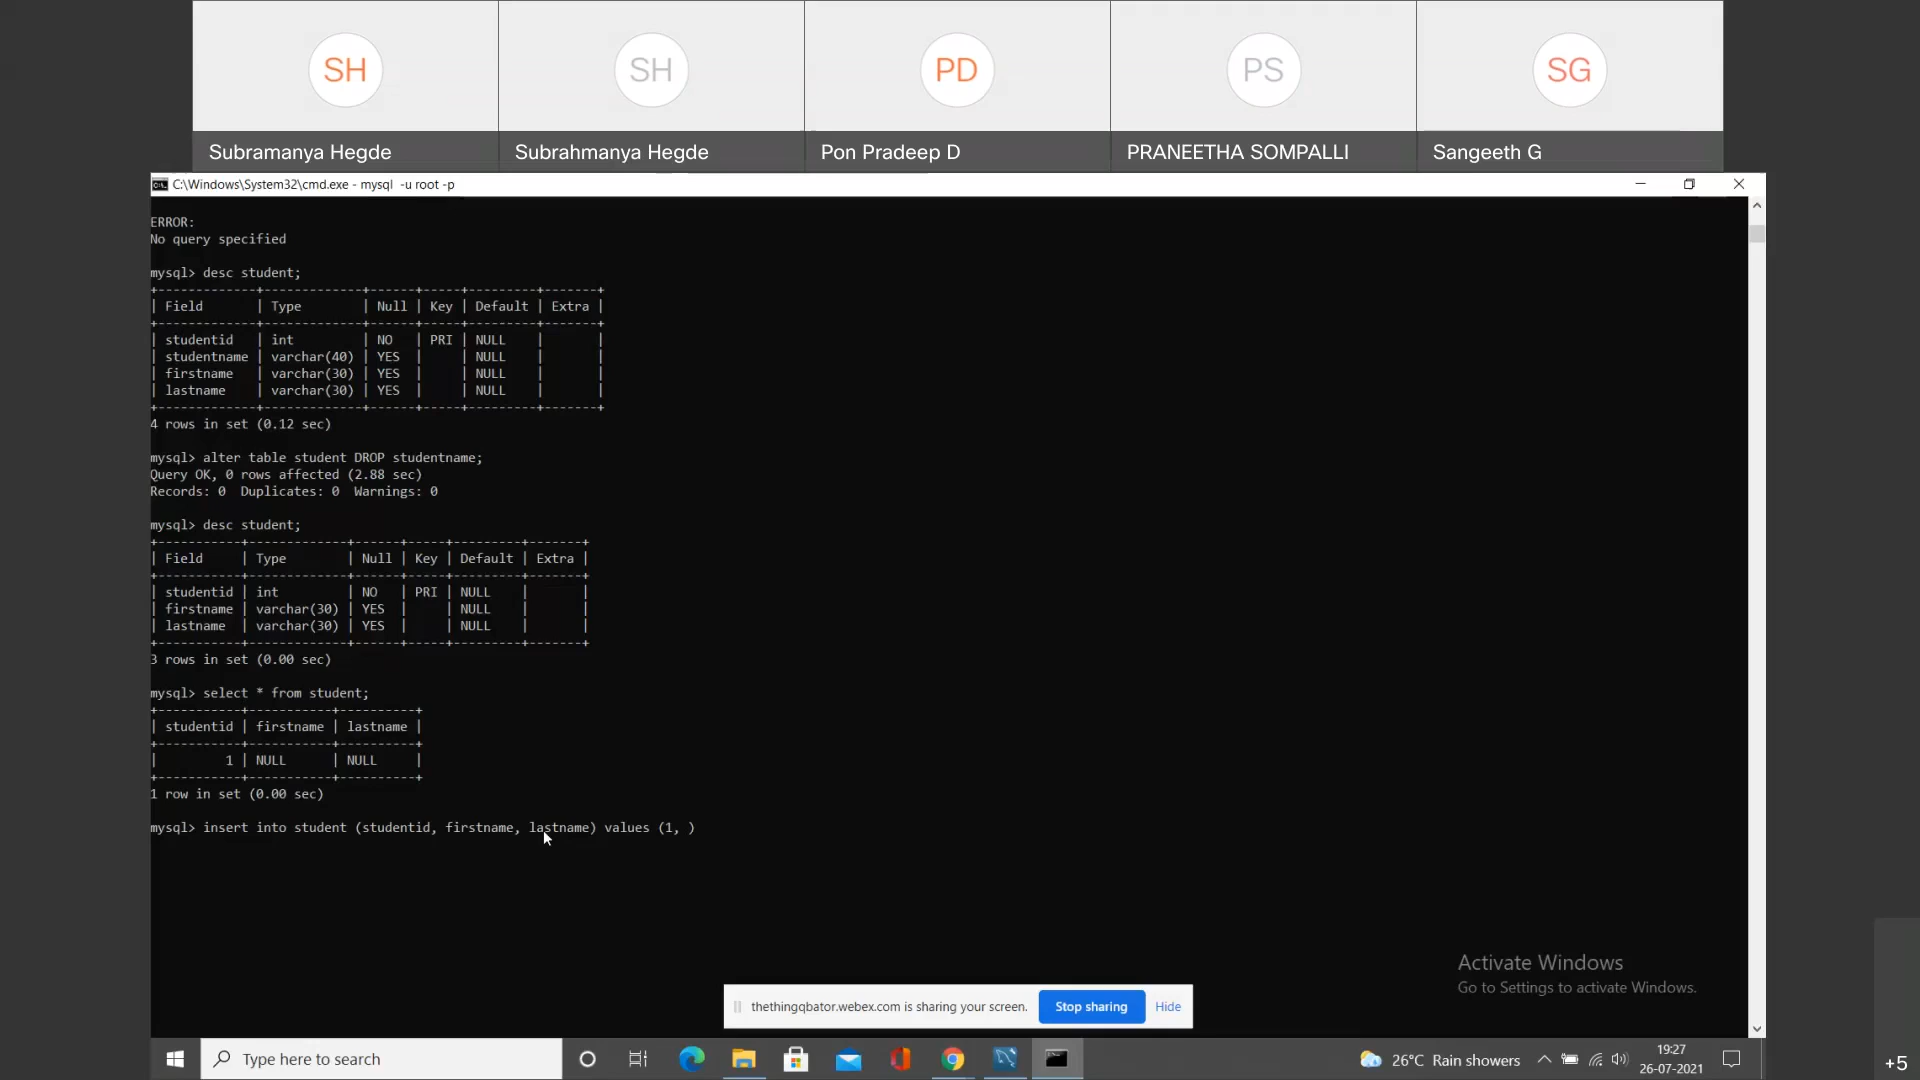 SH
SH
PD
PS
SG
Subramanya Hegde
Subrahmanya Hegde
Pon Pradeep D
PRANEETHA SOMPALLI
Sangeeth G
C:\Windows\System32\cmd.exe - mysql  -u root -p
ERROR:
No query specified
mysql> desc student;
+-------------+-------------+------+-----+---------+-------+
| Field       | Type        | Null | Key | Default | Extra |
+-------------+-------------+------+-----+---------+-------+
| studentid   | int         | NO   | PRI | NULL    |       |
| studentname | varchar(40) | YES  |     | NULL    |       |
| firstname   | varchar(30) | YES  |     | NULL    |       |
| lastname    | varchar(30) | YES  |     | NULL    |       |
+-------------+-------------+------+-----+---------+-------+
4 rows in set (0.12 sec)
mysql> alter table student DROP studentname;
Query OK, 0 rows affected (2.88 sec)
Records: 0  Duplicates: 0  Warnings: 0
mysql> desc student;
+-----------+-------------+------+-----+---------+-------+
| Field     | Type        | Null | Key | Default | Extra |
+-----------+-------------+------+-----+---------+-------+
| studentid | int         | NO   | PRI | NULL    |       |
| firstname | varchar(30) | YES  |     | NULL    |       |
| lastname  | varchar(30) | YES  |     | NULL    |       |
+-----------+-------------+------+-----+---------+-------+
3 rows in set (0.00 sec)
mysql> select * from student;
+-----------+-----------+----------+
| studentid | firstname | lastname |
+-----------+-----------+----------+
|         1 | NULL      | NULL     |
+-----------+-----------+----------+
1 row in set (0.00 sec)
mysql> insert into student (studentid, firstname, lastname) values (1, )
Activate Windows
Go to Settings to activate Windows.
thethingqbator.webex.com is sharing your screen.
Stop sharing
Hide
Type here to search
26°C Rain showers
19:27
26-07-2021
+5